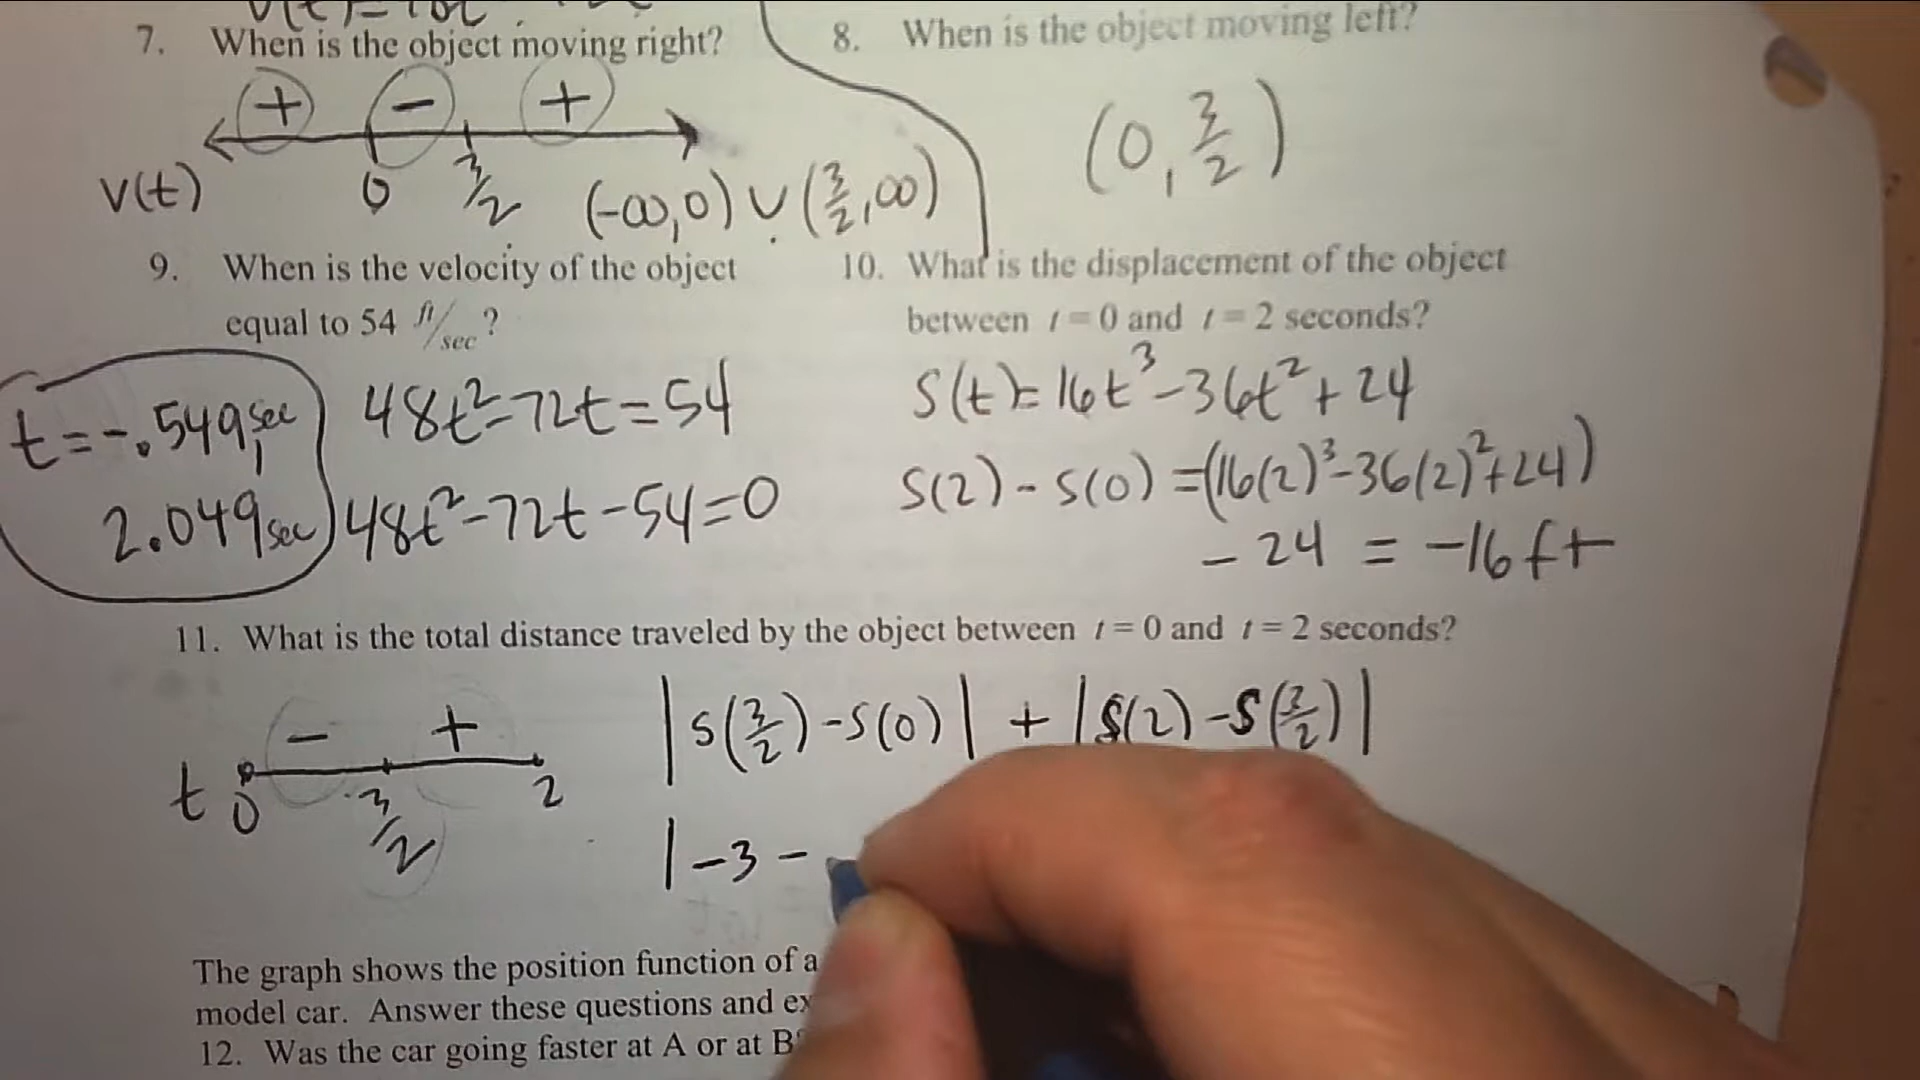 7. When is the object moving right?
+ - +
v(t) 0 3/2 (-∞,0) ∪ (3/2,∞)
8. When is the object moving left?
(0, 3/2)
9. When is the velocity of the object
equal to 54 ft/sec ?
t=-.549sec, 48t²-72t=54
2.049sec 48t²-72t-54=0
10. What is the displacement of the object
between t=0 and t=2 seconds?
S(t)=16t³-36t²+24
S(2)-S(0)=(16(2)³-36(2)²+24)
-24 = -16ft
11. What is the total distance traveled by the object between t=0 and t=2 seconds?
- +
t 0 3/2 2
|S(3/2)-S(0)| + |S(2)-S(3/2)|
|-3-
The graph shows the position function of a
model car. Answer these questions and ex
12. Was the car going faster at A or at B?